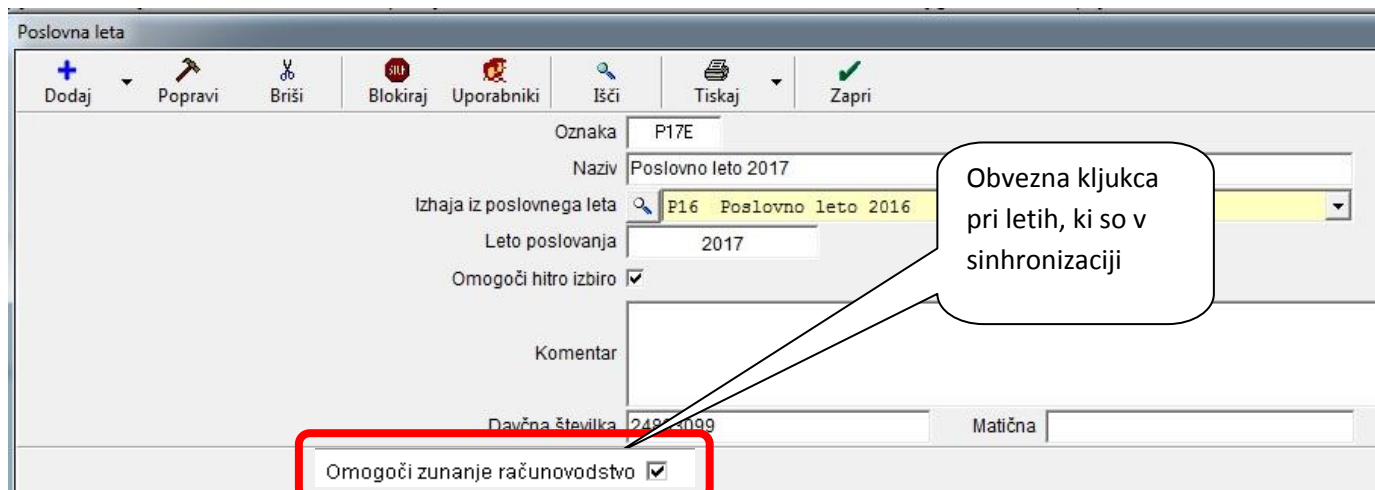 Poslovna leta
Dodaj Popravi Briši Blokiraj Uporabniki Išči Tiskaj Zapri
Oznaka P17E
Naziv Poslovno leto 2017
Izhaja iz poslovnega leta P16 Poslovno leto 2016
Leto poslovanja 2017
Omogoči hitro izbiro
Komentar
Obvezna kljukca
pri letih, ki so v
sinhronizaciji
Davčna številka Matična
Omogoči zunanje računovodstvo